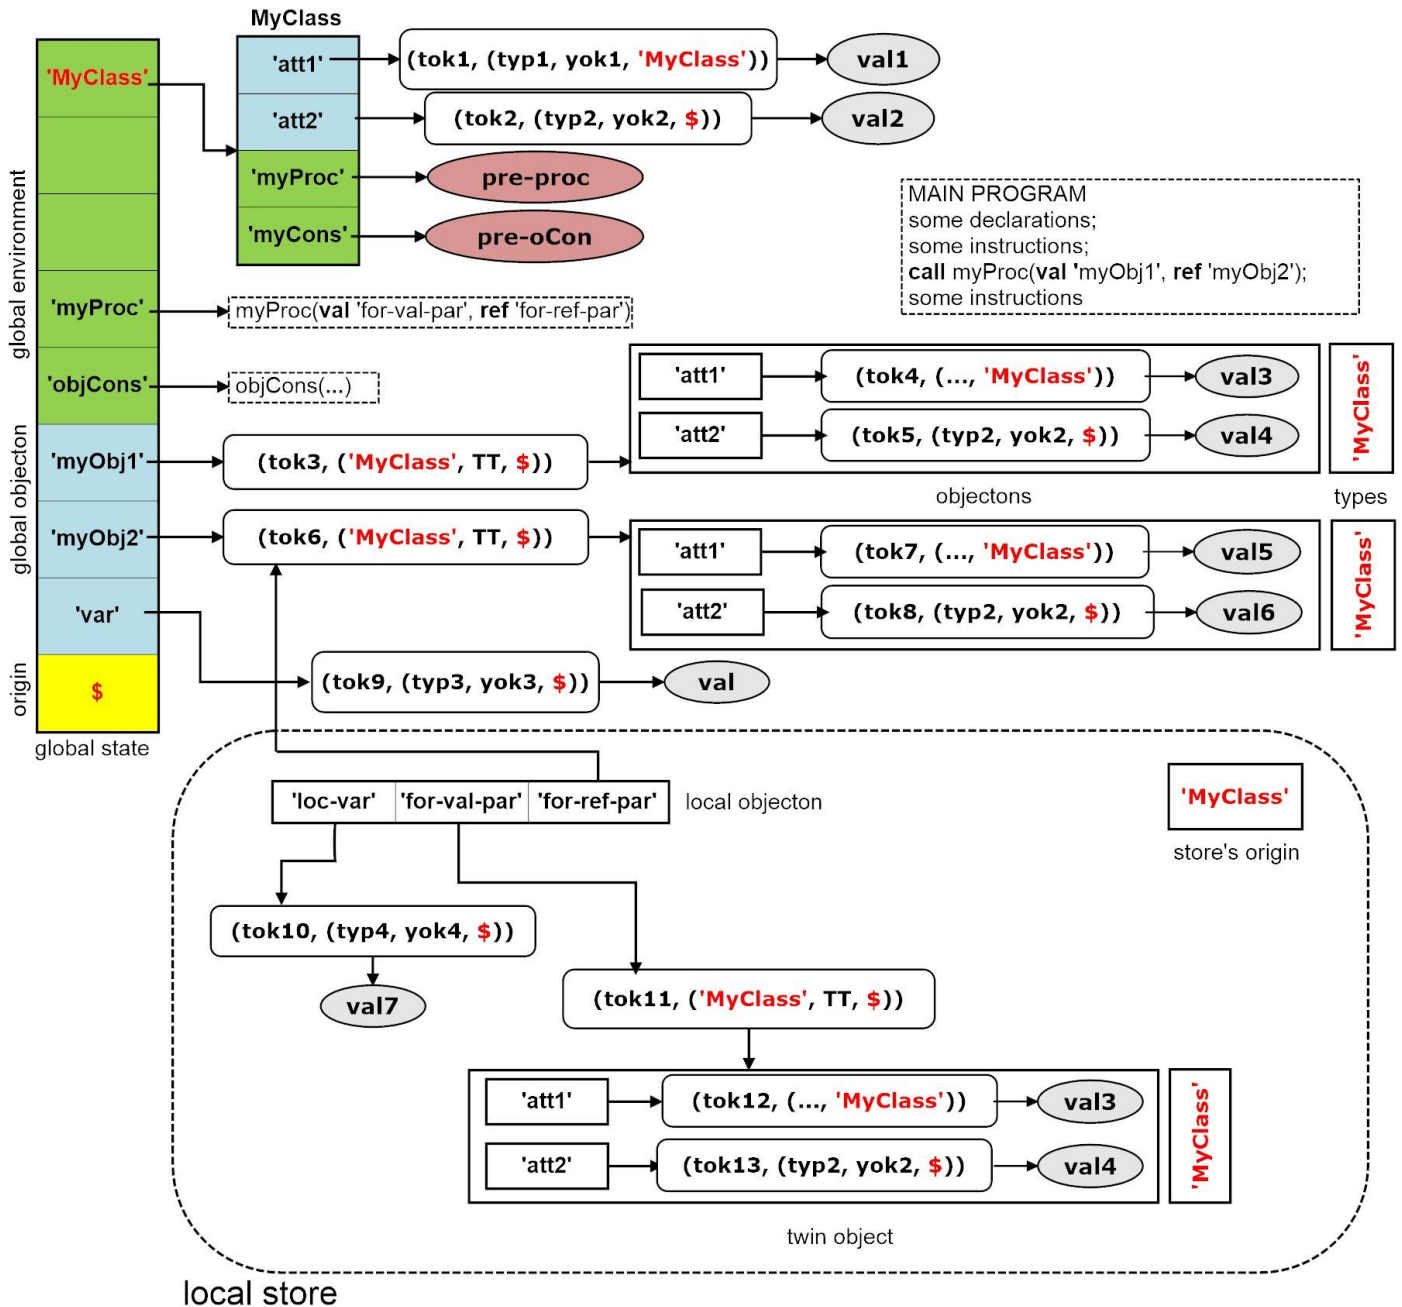 MyClass
'MyClass'
'att1'
(tok1, (typ1, yok1, 'MyClass'))
val1
'att2'
(tok2, (typ2, yok2, $))
val2
'myProc'
pre-proc
'myCons'
pre-oCon
MAIN PROGRAM
some declarations;
some instructions;
call myProc(val 'myObj1', ref 'myObj2');
some instructions
global environment
'myProc'
myProc(val 'for-val-par', ref 'for-ref-par')
'objCons'
objCons(...)
'att1'
(tok4, (..., 'MyClass'))
val3
'att2'
(tok5, (typ2, yok2, $))
val4
'MyClass'
global objecton
'myObj1'
(tok3, ('MyClass', TT, $))
objectons
types
'myObj2'
(tok6, ('MyClass', TT, $))
'att1'
(tok7, (..., 'MyClass'))
val5
'att2'
(tok8, (typ2, yok2, $))
val6
'MyClass'
'var'
(tok9, (typ3, yok3, $))
val
origin
$
global state
'loc-var'
'for-val-par'
'for-ref-par'
local objecton
'MyClass'
store's origin
(tok10, (typ4, yok4, $))
val7
(tok11, ('MyClass', TT, $))
'att1'
(tok12, (..., 'MyClass'))
val3
'att2'
(tok13, (typ2, yok2, $))
val4
'MyClass'
twin object
local store